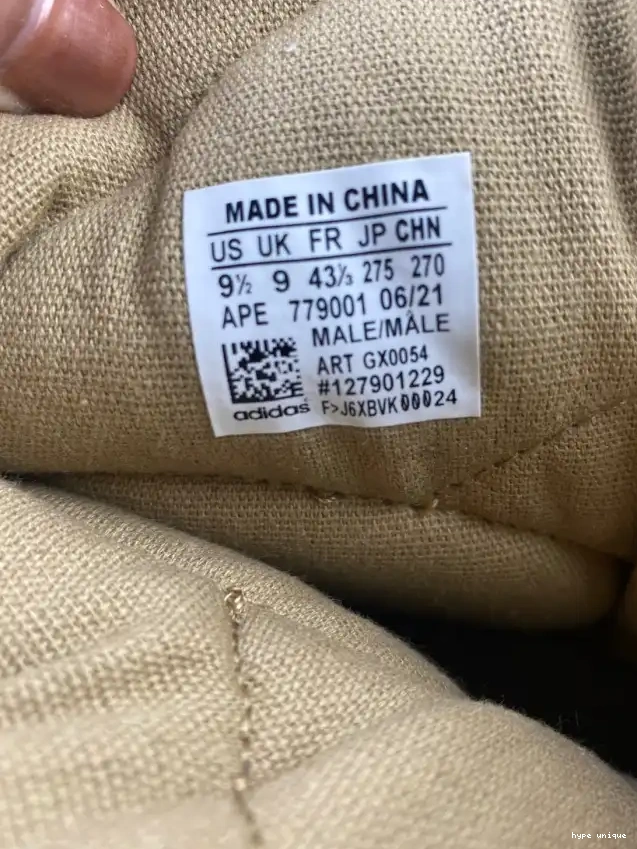 MADE IN CHINA
US UK FR JP CHN
9½ 9 43⅓ 275 270
APE 779001 06/21
MALE/MÂLE
ART GX0054
#127901229
adidas F>J6XBVK00024
hype unique